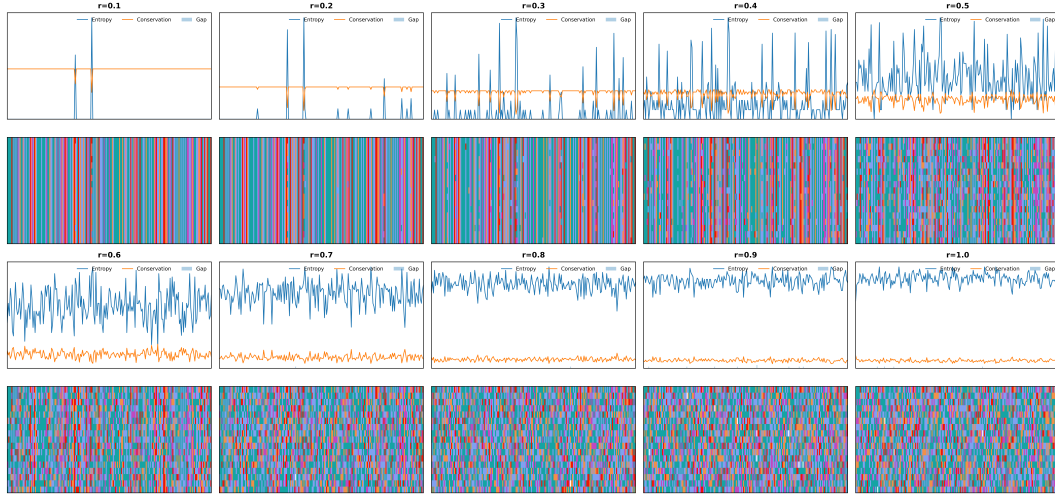 r=0.1
Entropy Conservation Gap
r=0.2
Entropy Conservation Gap
r=0.3
Entropy Conservation Gap
r=0.4
Entropy Conservation Gap
r=0.5
Entropy Conservation Gap
r=0.6
Entropy Conservation Gap
r=0.7
Entropy Conservation Gap
r=0.8
Entropy Conservation Gap
r=0.9
Entropy Conservation Gap
r=1.0
Entropy Conservation Gap